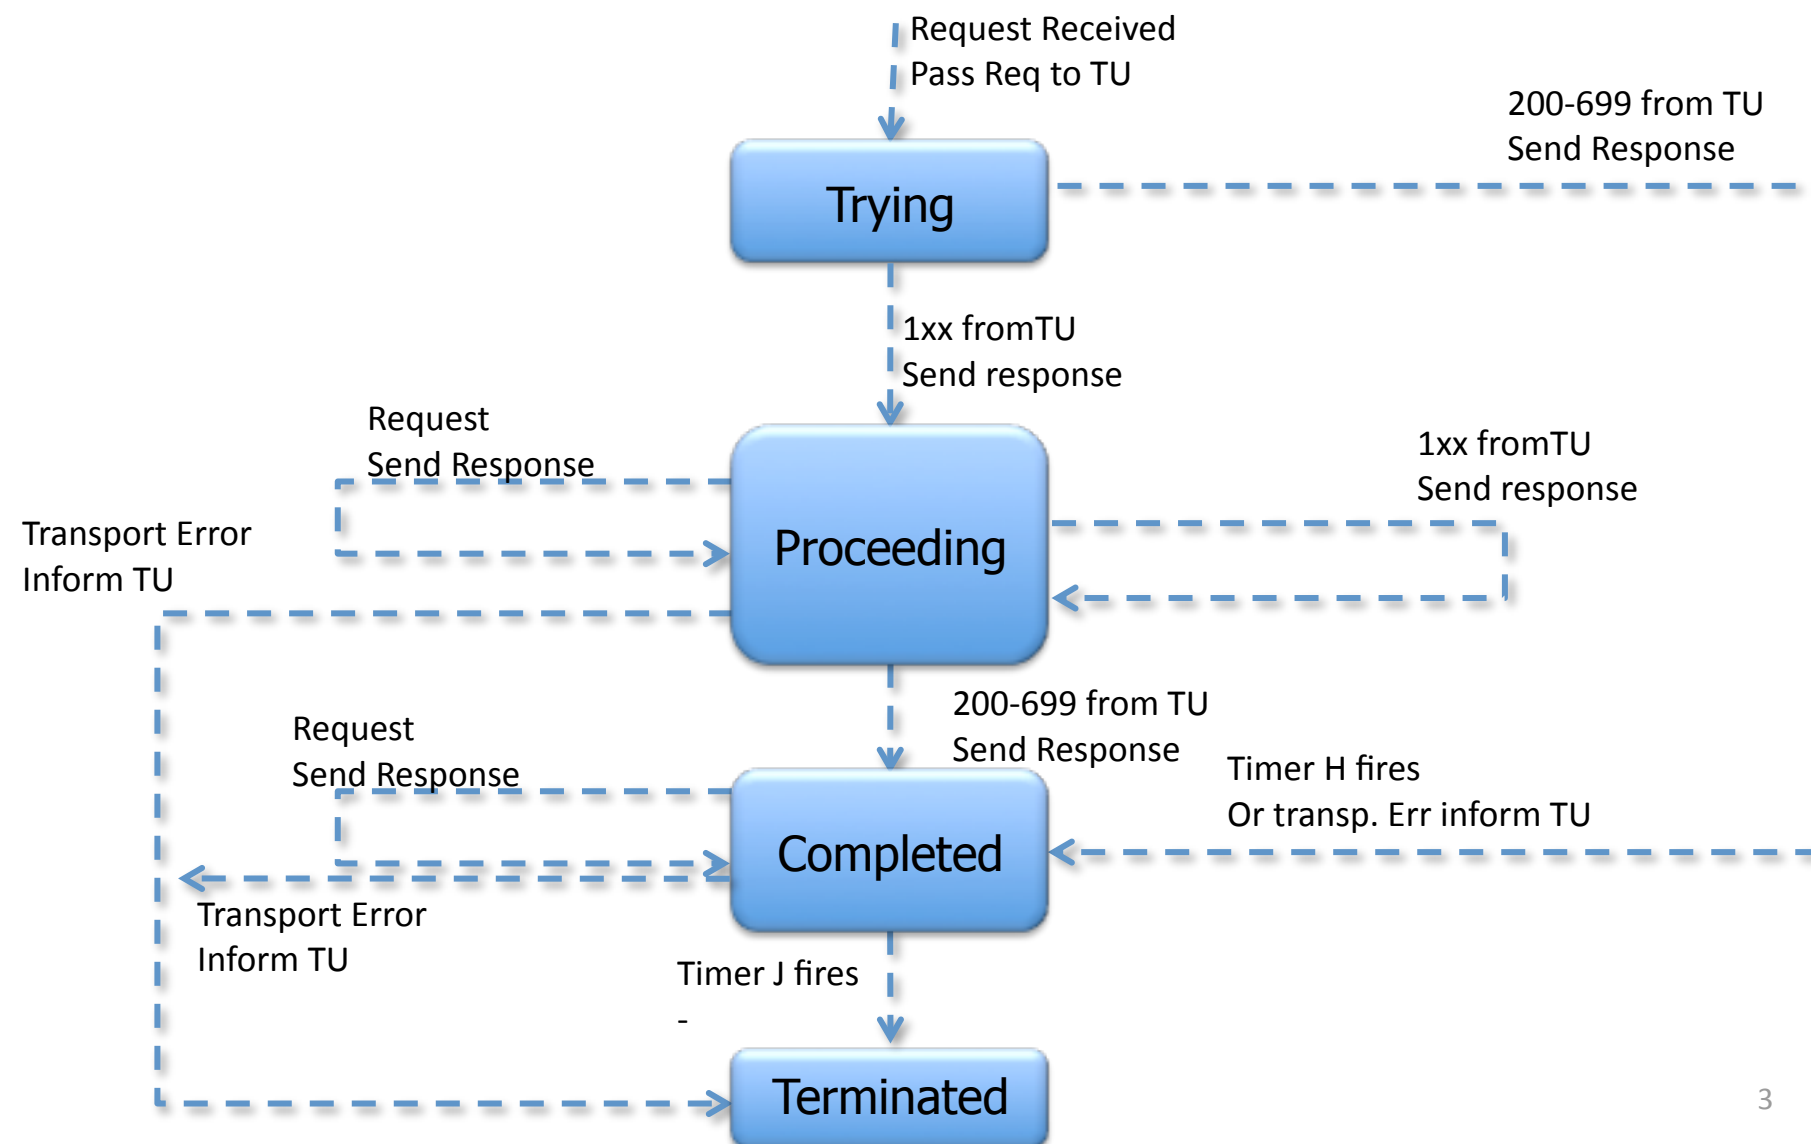 Request Received
Pass Req to TU
200-699 from TU
Send Response
Trying
1xx fromTU
Send response
Request
Send Response
1xx fromTU
Send response
Transport Error
Inform TU
Proceeding
200-699 from TU
Send Response
Request
Send Response
Timer H fires
Or transp. Err inform TU
Completed
Transport Error
Inform TU
Timer J fires
-
Terminated
3